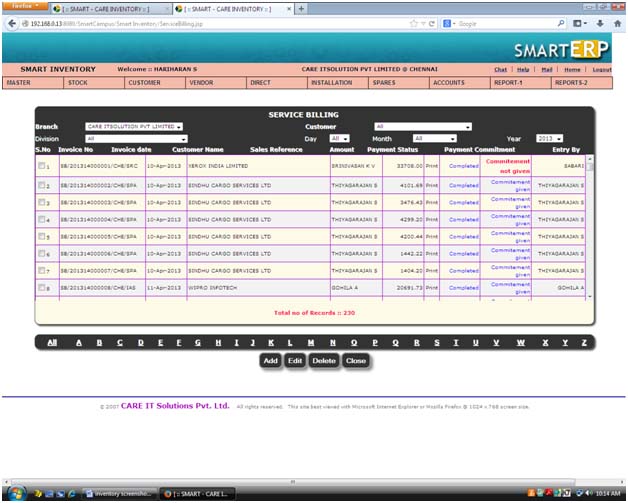 Firefox
[ :: SMART - CARE INVENTORY :: ] ×
[ :: SMART - CARE INVENTORY :: ] × +
192.168.0.13:8089/SmartCampus/Smart Inventory/ServiceBilling.jsp
Google
SMARTERP
SMART INVENTORY Welcome :: HARIHARAN S CARE ITSOLUTION PVT LIMITED @ CHENNAI Chat | Help | Mail | Home | Logout
MASTER STOCK CUSTOMER VENDOR DIRECT INSTALLATION SPARES ACCOUNTS REPORT-1 REPORTS-2
SERVICE BILLING
Branch CARE ITSOLUTION PVT LIMITED Customer All
Division All Day All Month All Year 2013
S.No Invoice No Invoice date Customer Name Sales Reference Amount Payment Status Payment Commitment Entry By
1 SB/201314000001/CHE/SRC 10-Apr-2013 XEROX INDIA LIMITED SRINIVASAN K V 33708.00 Print Completed Commitement not given SABARI
2 SB/201314000002/CHE/SPA 10-Apr-2013 SINDHU CARGO SERVICES LTD THIYAGARAJAN S 4101.69 Print Completed Commitement given THIYAGARAJAN S
3 SB/201314000003/CHE/SPA 10-Apr-2013 SINDHU CARGO SERVICES LTD THIYAGARAJAN S 3476.43 Print Completed Commitement given THIYAGARAJAN S
4 SB/201314000004/CHE/SPA 10-Apr-2013 SINDHU CARGO SERVICES LTD THIYAGARAJAN S 4299.20 Print Completed Commitement given THIYAGARAJAN S
5 SB/201314000005/CHE/SPA 10-Apr-2013 SINDHU CARGO SERVICES LTD THIYAGARAJAN S 4200.44 Print Completed Commitement given THIYAGARAJAN S
6 SB/201314000006/CHE/SPA 10-Apr-2013 SINDHU CARGO SERVICES LTD THIYAGARAJAN S 1442.22 Print Completed Commitement given THIYAGARAJAN S
7 SB/201314000007/CHE/SPA 10-Apr-2013 SINDHU CARGO SERVICES LTD THIYAGARAJAN S 1404.20 Print Completed Commitement given THIYAGARAJAN S
8 SB/201314000008/CHE/IAS 11-Apr-2013 WIPRO INFOTECH GOHILA A 20691.73 Print Completed Commitement given GOHILA A
Total no of Records :: 230
All A B C D E F G H I J K L M N O P Q R S T U V W X Y Z
Add Edit Delete Close
© 2007 CARE IT Solutions Pvt. Ltd. All rights reserved. This site best viewed with Microsoft Internet Explorer or Mozilla Firefox @ 1024 x 768 screen size.
inventory screensho... [ :: SMART - CARE I... 10:14 AM